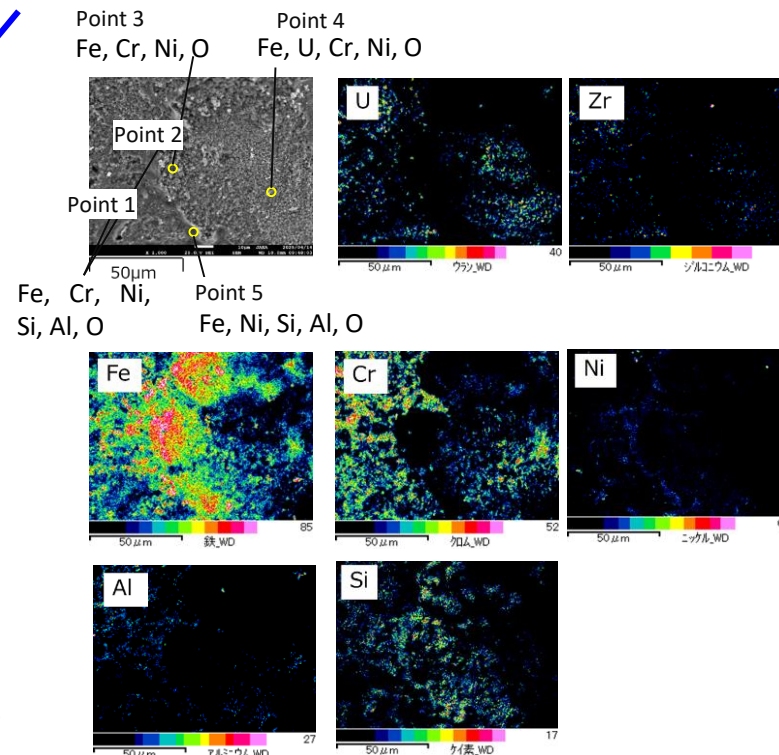 Point 3
Fe, Cr, Ni, O
Point 4
Fe, U, Cr, Ni, O
Point 2
Point 1
50μm
Fe, Cr, Ni,
Si, Al, O
Point 5
Fe, Ni, Si, Al, O
U
50μm ウラン_WD 40
Zr
50μm ジルコニウム_WD
Fe
50μm 鉄_WD 85
Cr
50μm クロム_WD 52
Ni
50μm ニッケル_WD
Al
50μm アルミニウム_WD 27
Si
50μm ケイ素_WD 17